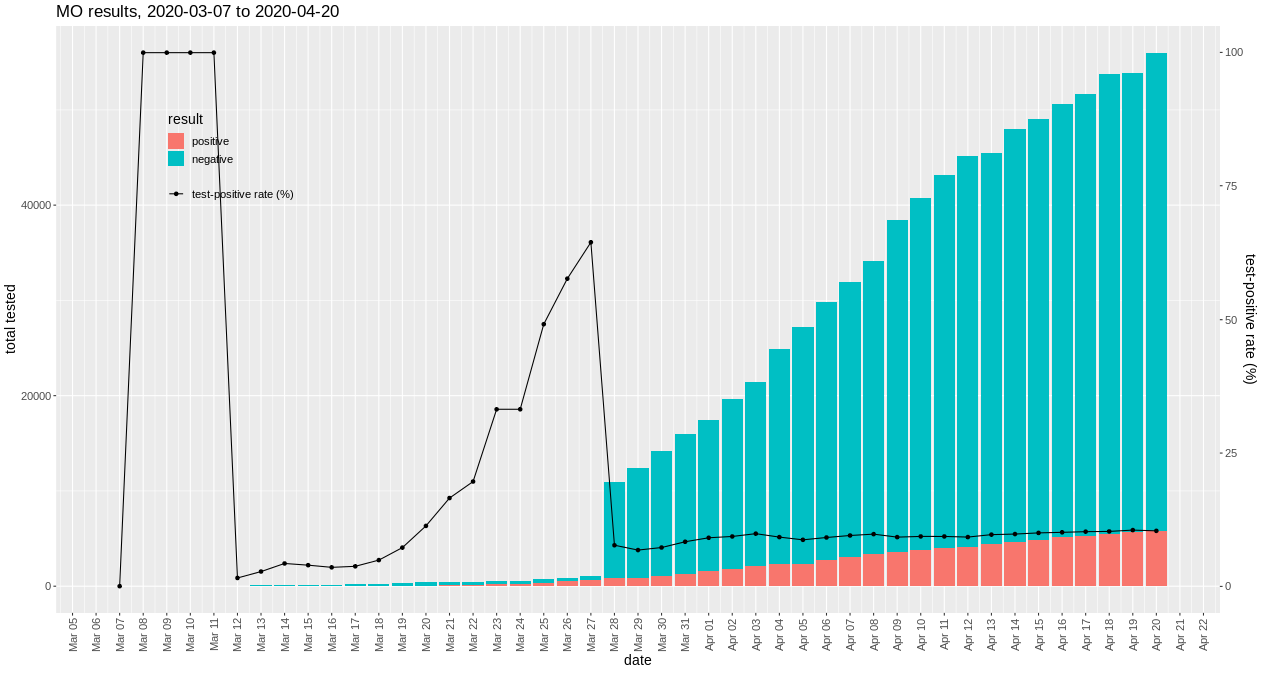 MO results, 2020-03-07 to 2020-04-20
result
positive
negative
test-positive rate (%)
total tested
40000
20000
0
100
75
50
25
0
test-positive rate (%)
Mar 05
Mar 06
Mar 07
Mar 08
Mar 09
Mar 10
Mar 11
Mar 12
Mar 13
Mar 14
Mar 15
Mar 16
Mar 17
Mar 18
Mar 19
Mar 20
Mar 21
Mar 22
Mar 23
Mar 24
Mar 25
Mar 26
Mar 27
Mar 28
Mar 29
Mar 30
Mar 31
Apr 01
Apr 02
Apr 03
Apr 04
Apr 05
Apr 06
Apr 07
Apr 08
Apr 09
Apr 10
Apr 11
Apr 12
Apr 13
Apr 14
Apr 15
Apr 16
Apr 17
Apr 18
Apr 19
Apr 20
Apr 21
Apr 22
date